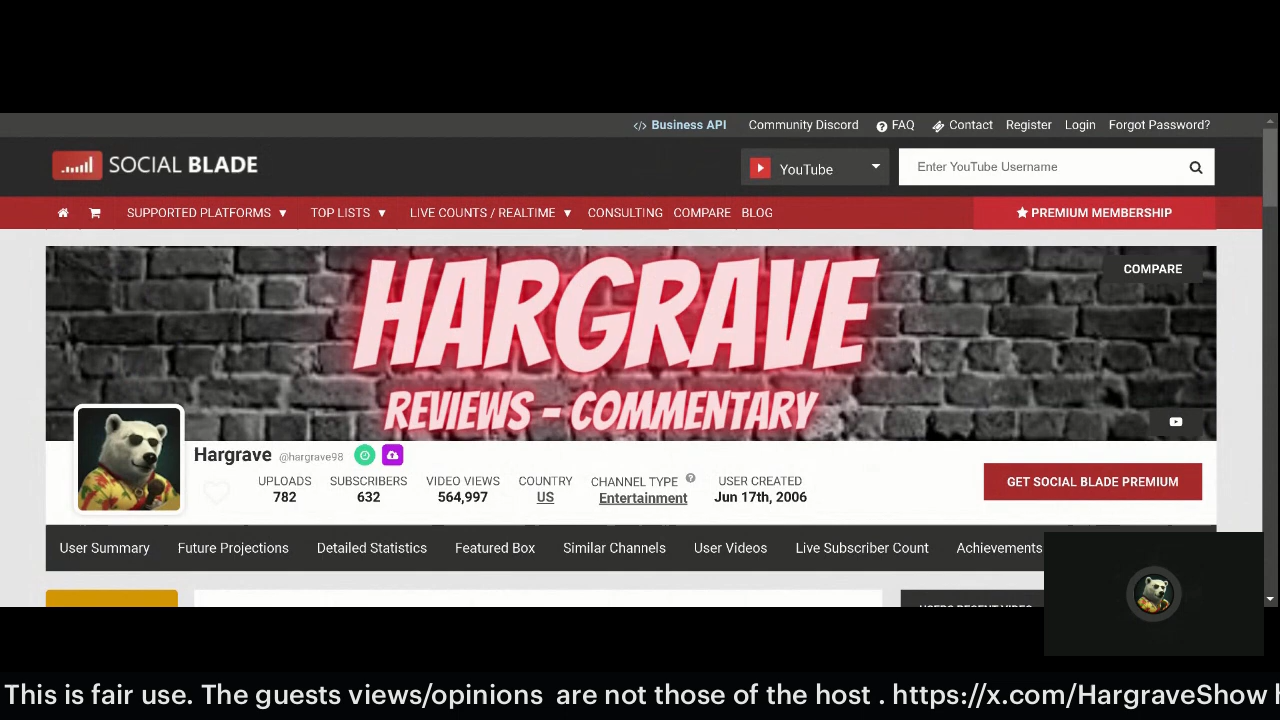 </> Business API Community Discord FAQ Contact Register Login Forgot Password?
SOCIAL BLADE YouTube Enter YouTube Username
SUPPORTED PLATFORMS ▼ TOP LISTS ▼ LIVE COUNTS / REALTIME ▼ CONSULTING COMPARE BLOG PREMIUM MEMBERSHIP
COMPARE
HARGRAVE
REVIEWS - COMMENTARY
Hargrave @hargrave98
UPLOADS SUBSCRIBERS VIDEO VIEWS COUNTRY CHANNEL TYPE USER CREATED
782 632 564,997 US Entertainment Jun 17th, 2006
GET SOCIAL BLADE PREMIUM
User Summary Future Projections Detailed Statistics Featured Box Similar Channels User Videos Live Subscriber Count Achievements
USERS RECENT VIDEO
This is fair use. The guests views/opinions are not those of the host . https://x.com/HargraveShow